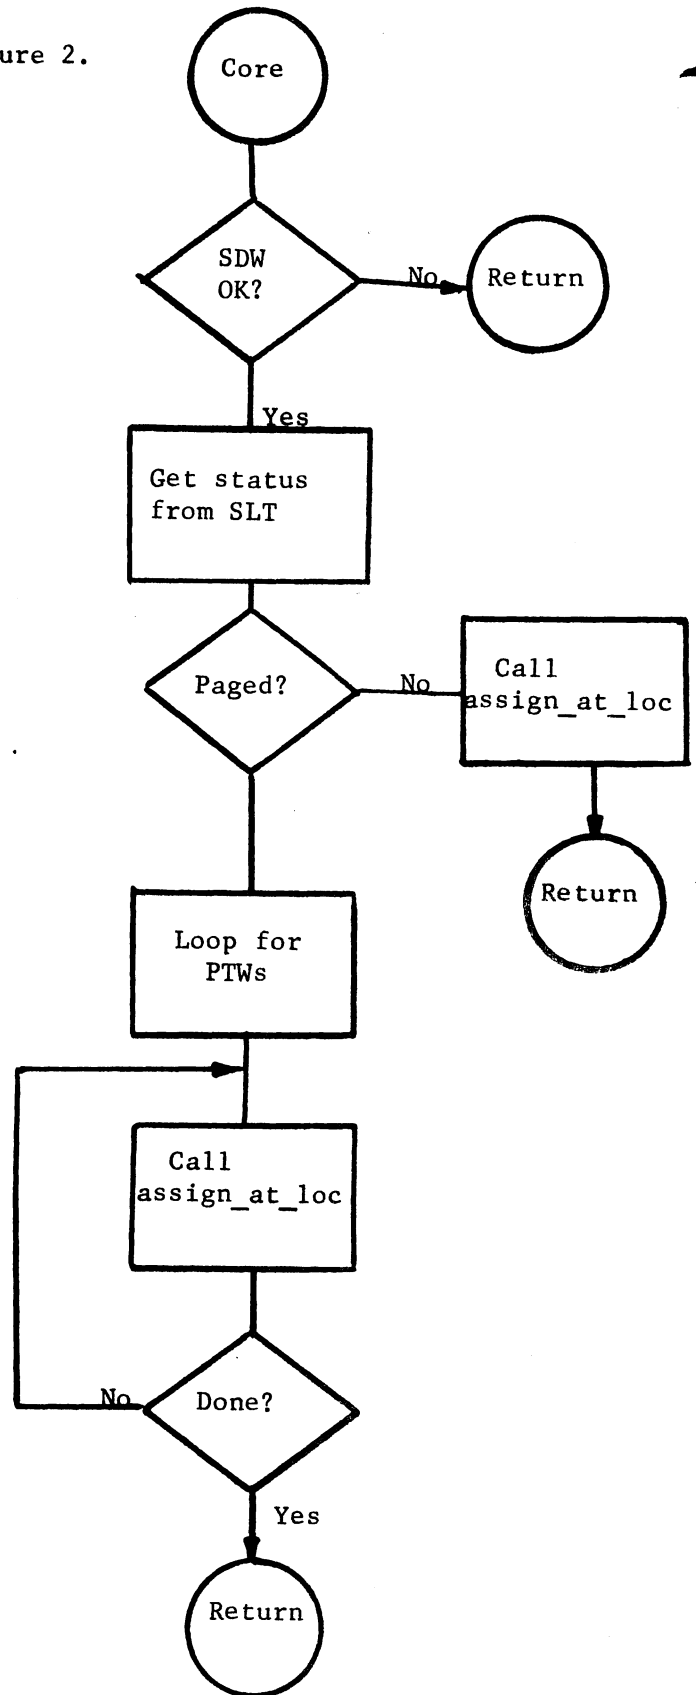 ure 2.
Core
SDW
OK?
No
Return
Yes
Get status
from SLT
Paged?
No
Call
assign_at_loc
Return
Loop for
PTWs
Call
assign_at_loc
No
Done?
Yes
Return